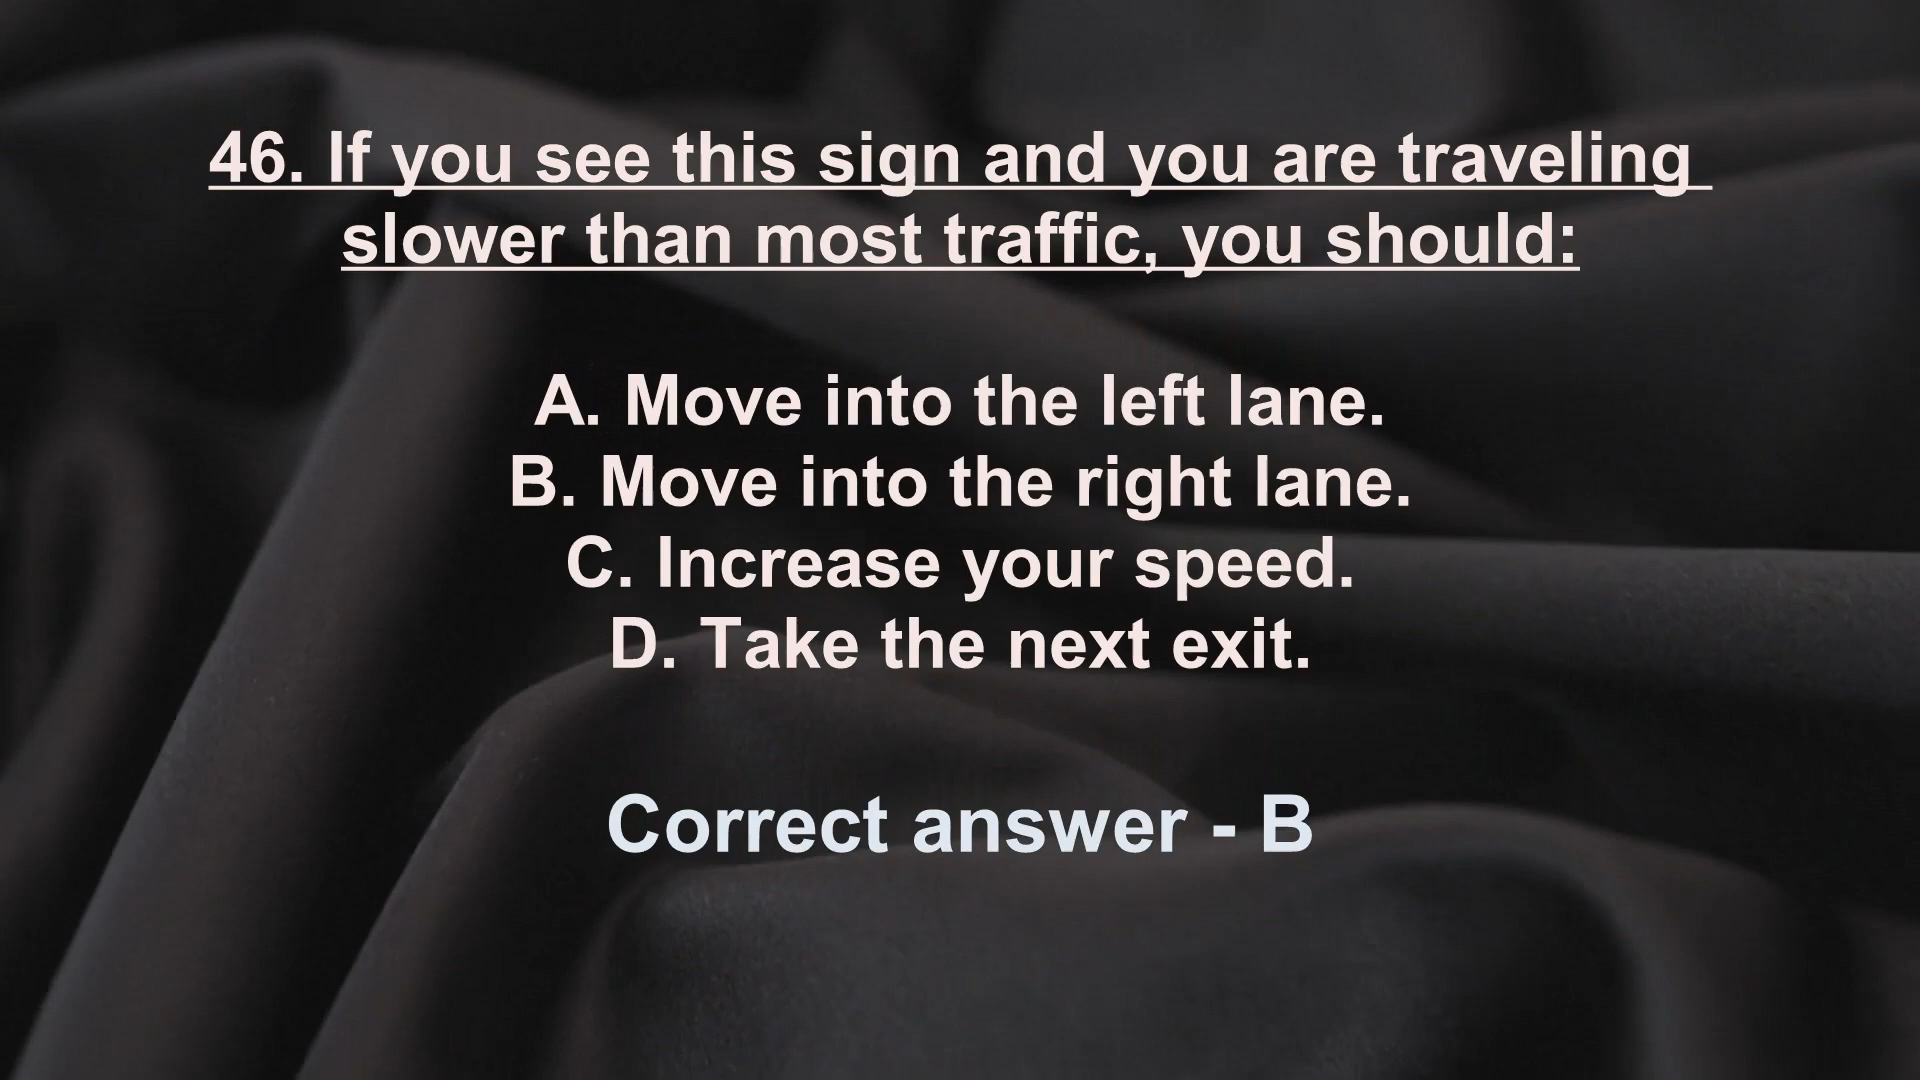 46. If you see this sign and you are traveling
slower than most traffic, you should:
A. Move into the left lane.
B. Move into the right lane.
C. Increase your speed.
D. Take the next exit.
Correct answer - B